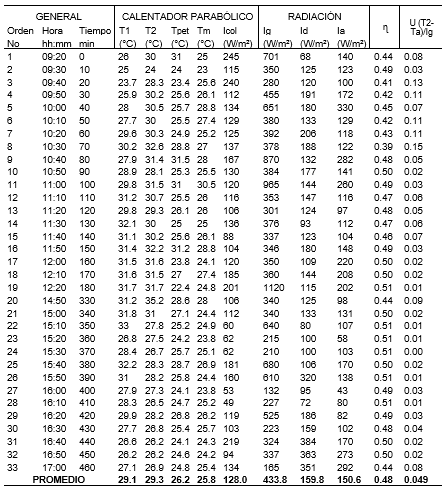 GENERAL CALENTADOR PARABÓLICO RADIACIÓN
Orden Hora Tiempo T1 T2 Tpet Tm Icol Ig Id Ia η U (T2-
No hh:mm min (°C) (°C) (°C) (°C) (W/m²) (W/m²) (W/m²) (W/m²) Ta)/Ig
1 09:20 0 26 30 31 25 245 701 68 140 0.44 0.08
2 09:30 10 25 24 24 23 115 350 125 123 0.49 0.03
3 09:40 20 23.7 28.3 23.4 25.6 240 280 120 100 0.41 0.13
4 09:50 30 25.9 30.2 25.6 26.1 112 455 191 172 0.42 0.11
5 10:00 40 28 30.5 25.7 28.8 134 651 180 330 0.45 0.07
6 10:10 50 27.7 30 25.5 27.4 129 380 133 129 0.42 0.11
7 10:20 60 29.6 30.3 24.9 25.2 125 392 206 118 0.43 0.11
8 10:30 70 30.2 32.6 28.8 27 137 378 188 122 0.39 0.15
9 10:40 80 27.9 31.4 31.5 28 167 870 132 282 0.48 0.05
10 10:50 90 28.9 28.1 25.3 25.5 130 384 177 141 0.50 0.02
11 11:00 100 29.8 31.5 31 30.5 120 965 144 260 0.49 0.03
12 11:10 110 31.2 30.7 25.5 26 116 353 147 116 0.47 0.06
13 11:20 120 29.8 29.3 26.1 26 106 301 124 97 0.48 0.05
14 11:30 130 32.1 30 25 25 136 376 93 112 0.47 0.06
15 11:40 140 31.1 30.2 25.6 26.1 88 337 123 104 0.46 0.07
16 11:50 150 31.4 32.2 31.2 28.8 104 346 180 148 0.49 0.03
17 12:00 160 31.5 31.6 23.8 24.1 120 350 109 220 0.50 0.02
18 12:10 170 31.6 31.5 27 27.4 185 360 144 208 0.50 0.02
19 12:20 180 31.7 31.7 22.4 24.8 201 1120 115 202 0.51 0.01
20 14:50 330 31.2 35.2 28.6 28 106 340 125 98 0.44 0.09
21 15:00 340 31.8 31 27.1 24.4 112 340 133 131 0.50 0.02
22 15:10 350 33 27.8 25.2 24.9 60 640 80 107 0.51 0.01
23 15:20 360 26.8 27.5 24.2 23.8 62 215 100 58 0.51 0.01
24 15:30 370 28.4 26.7 25.7 25.1 62 210 100 103 0.51 0.00
25 15:40 380 32.2 28.3 28.7 26.9 181 680 106 170 0.50 0.02
26 15:50 390 31 28.2 25.8 24.4 160 610 320 138 0.51 0.01
27 16:00 400 27.9 27.3 24.1 23.8 53 132 95 43 0.49 0.03
28 16:10 410 28.3 26.5 24.7 25.2 49 227 72 80 0.51 0.01
29 16:20 420 29.9 28.2 26.8 26.2 119 525 186 82 0.49 0.03
30 16:30 430 27.7 26.8 25.4 25.7 103 223 159 102 0.48 0.04
31 16:40 440 26.6 26.2 24.1 24.3 219 324 384 170 0.50 0.02
32 16:50 450 26.2 26.2 24.6 24.2 94 337 363 273 0.50 0.02
33 17:00 460 27.1 26.9 24.8 25.4 134 165 351 292 0.44 0.08
PROMEDIO 29.1 29.3 26.2 25.8 128.0 433.8 159.8 150.6 0.48 0.049